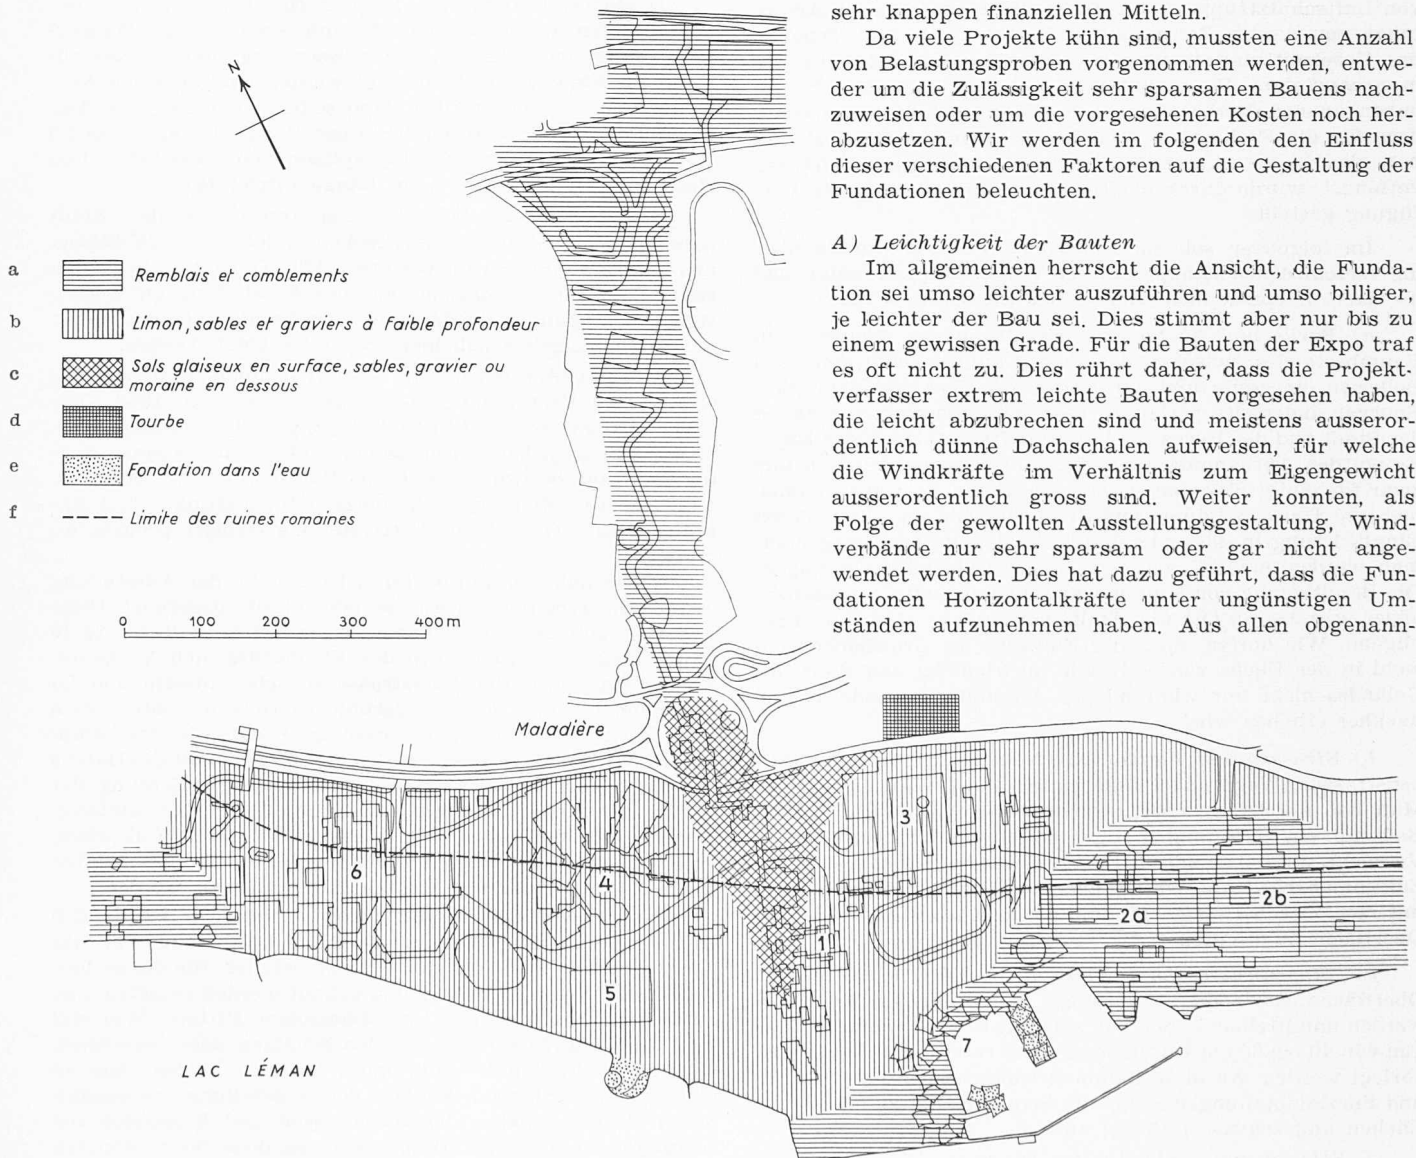 sehr knappen finanziellen Mitteln.
Da viele Projekte kühn sind, mussten eine Anzahl
von Belastungsproben vorgenommen werden, entwe-
der um die Zulässigkeit sehr sparsamen Bauens nach-
zuweisen oder um die vorgesehenen Kosten noch her-
abzusetzen. Wir werden im folgenden den Einfluss
dieser verschiedenen Faktoren auf die Gestaltung der
Fundationen beleuchten.
A) Leichtigkeit der Bauten
Im allgemeinen herrscht die Ansicht, die Funda-
tion sei umso leichter auszuführen und umso billiger,
je leichter der Bau sei. Dies stimmt aber nur bis zu
einem gewissen Grade. Für die Bauten der Expo traf
es oft nicht zu. Dies rührt daher, dass die Projekt-
verfasser extrem leichte Bauten vorgesehen haben,
die leicht abzubrechen sind und meistens ausseror-
dentlich dünne Dachschalen aufweisen, für welche
die Windkräfte im Verhältnis zum Eigengewicht
ausserordentlich gross sind. Weiter konnten, als
Folge der gewollten Ausstellungsgestaltung, Wind-
verbände nur sehr sparsam oder gar nicht ange-
wendet werden. Dies hat dazu geführt, dass die Fun-
dationen Horizontalkräfte unter ungünstigen Um-
ständen aufzunehmen haben. Aus allen obgenann-
N
a Remblais et comblements
b Limon, sables et graviers à faible profondeur
c Sols glaiseux en surface, sables, gravier ou
moraine en dessous
d Tourbe
e Fondation dans l'eau
f Limite des ruines romaines
0 100 200 300 400 m
Maladière
3
6
4
2b
2a
1
5
7
LAC LÉMAN